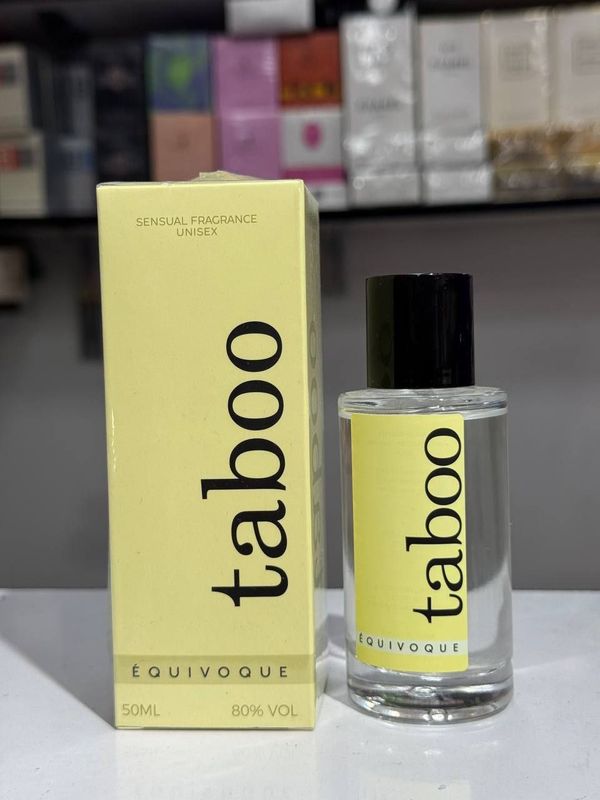 SENSUAL FRAGRANCE
UNISEX
taboo
ÉQUIVOQUE
50ML
80% VOL
taboo
ÉQUIVOQUE